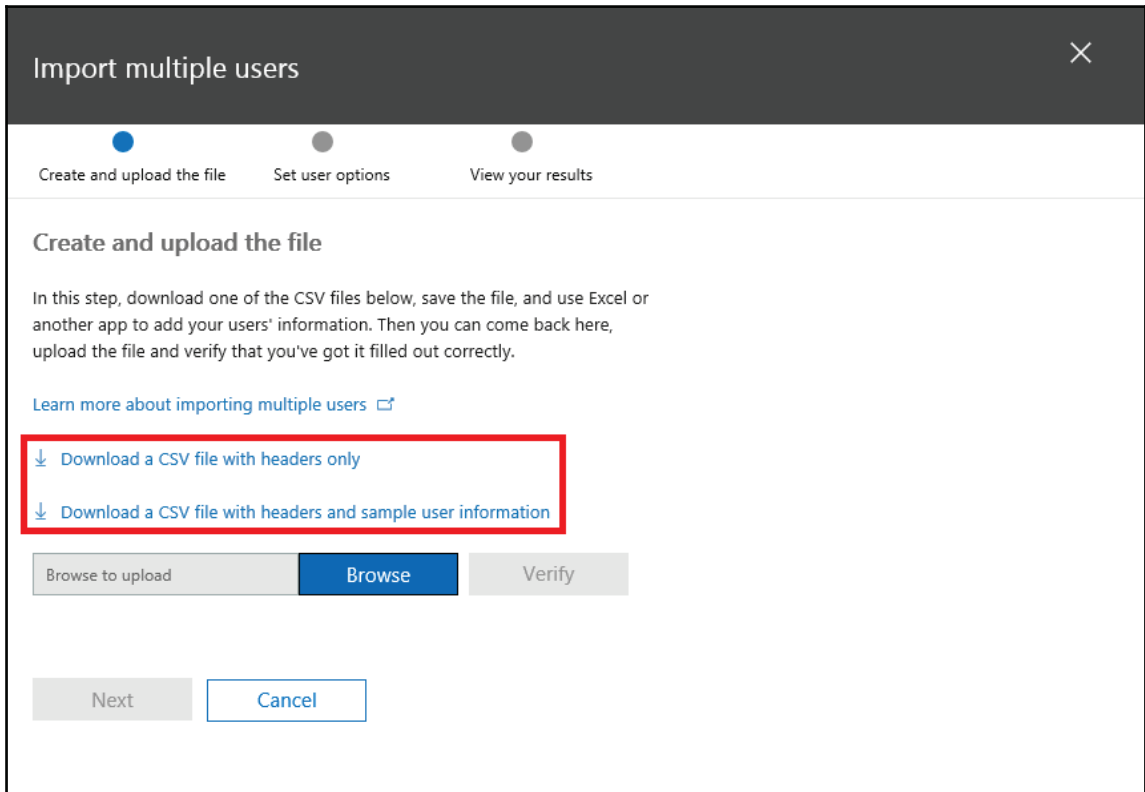 Import multiple users
Create and upload the file
Set user options
View your results
Create and upload the file
In this step, download one of the CSV files below, save the file, and use Excel or
another app to add your users' information. Then you can come back here,
upload the file and verify that you've got it filled out correctly.
Learn more about importing multiple users
Download a CSV file with headers only
Download a CSV file with headers and sample user information
Browse to upload
Browse
Verify
Next
Cancel